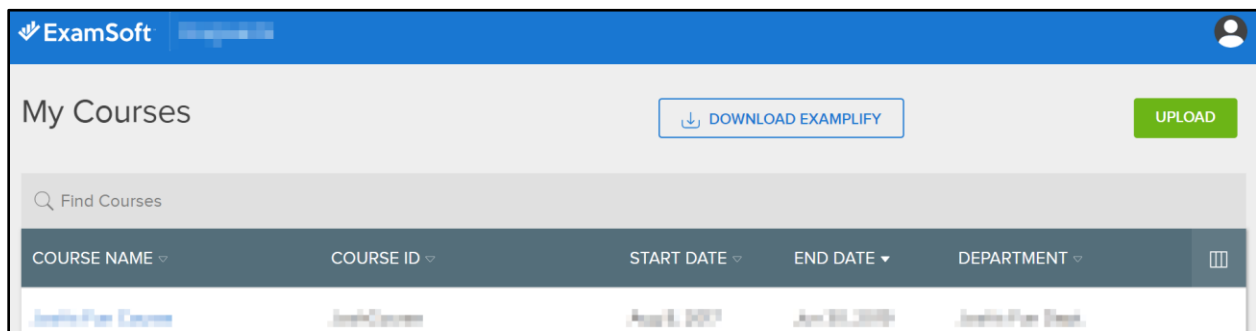 ExamSoft
My Courses
DOWNLOAD EXAMPLIFY
UPLOAD
Find Courses
COURSE NAME COURSE ID START DATE END DATE DEPARTMENT